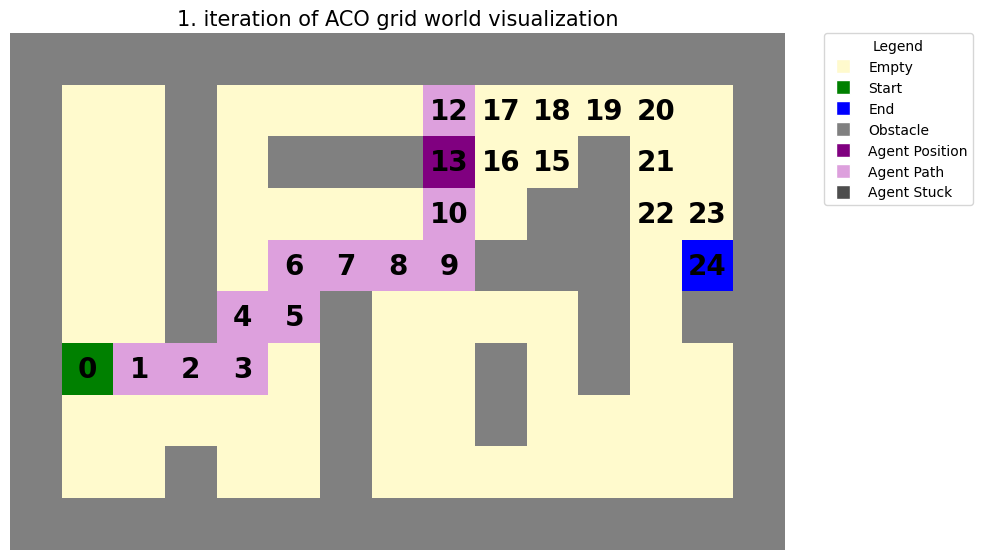 1. iteration of ACO grid world visualization
12 17 18 19 20
13 16 15 21
10 22 23
6 7 8 9 24
4 5
0 1 2 3
Legend
Empty
Start
End
Obstacle
Agent Position
Agent Path
Agent Stuck